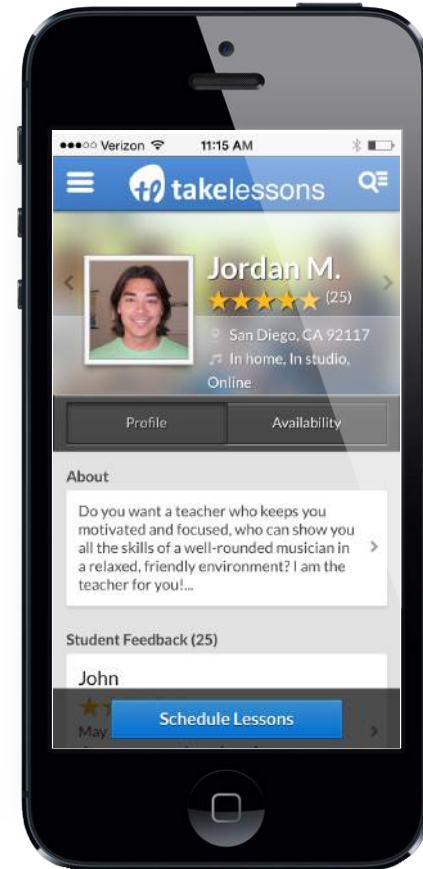 Verizon 11:15 AM
takelessons
Jordan M.
(25)
San Diego, CA 92117
In home, In studio,
Online
Profile Availability
About
Do you want a teacher who keeps you
motivated and focused, who can show you
all the skills of a well-rounded musician in
a relaxed, friendly environment? I am the
teacher for you!...
Student Feedback (25)
John
Schedule Lessons
May